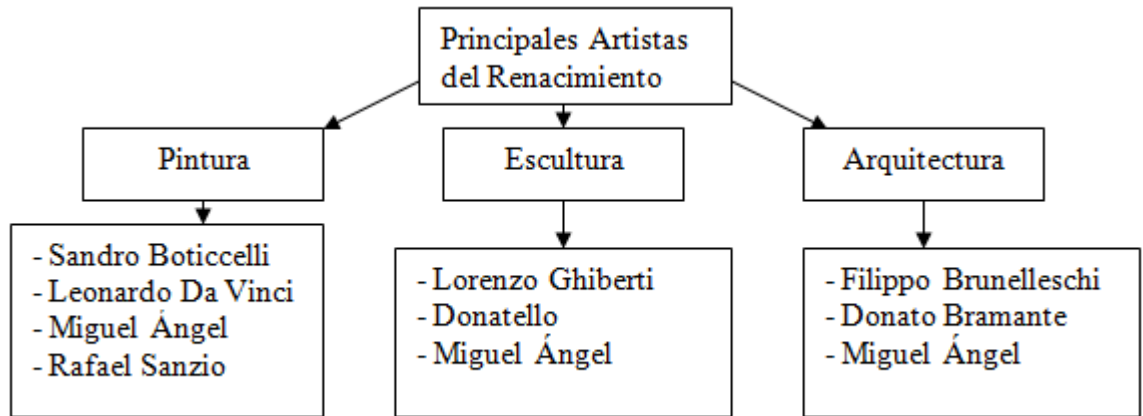 Principales Artistas
del Renacimiento
Pintura
Escultura
Arquitectura
- Sandro Boticcelli
- Leonardo Da Vinci
- Miguel Ángel
- Rafael Sanzio
- Lorenzo Ghiberti
- Donatello
- Miguel Ángel
- Filippo Brunelleschi
- Donato Bramante
- Miguel Ángel